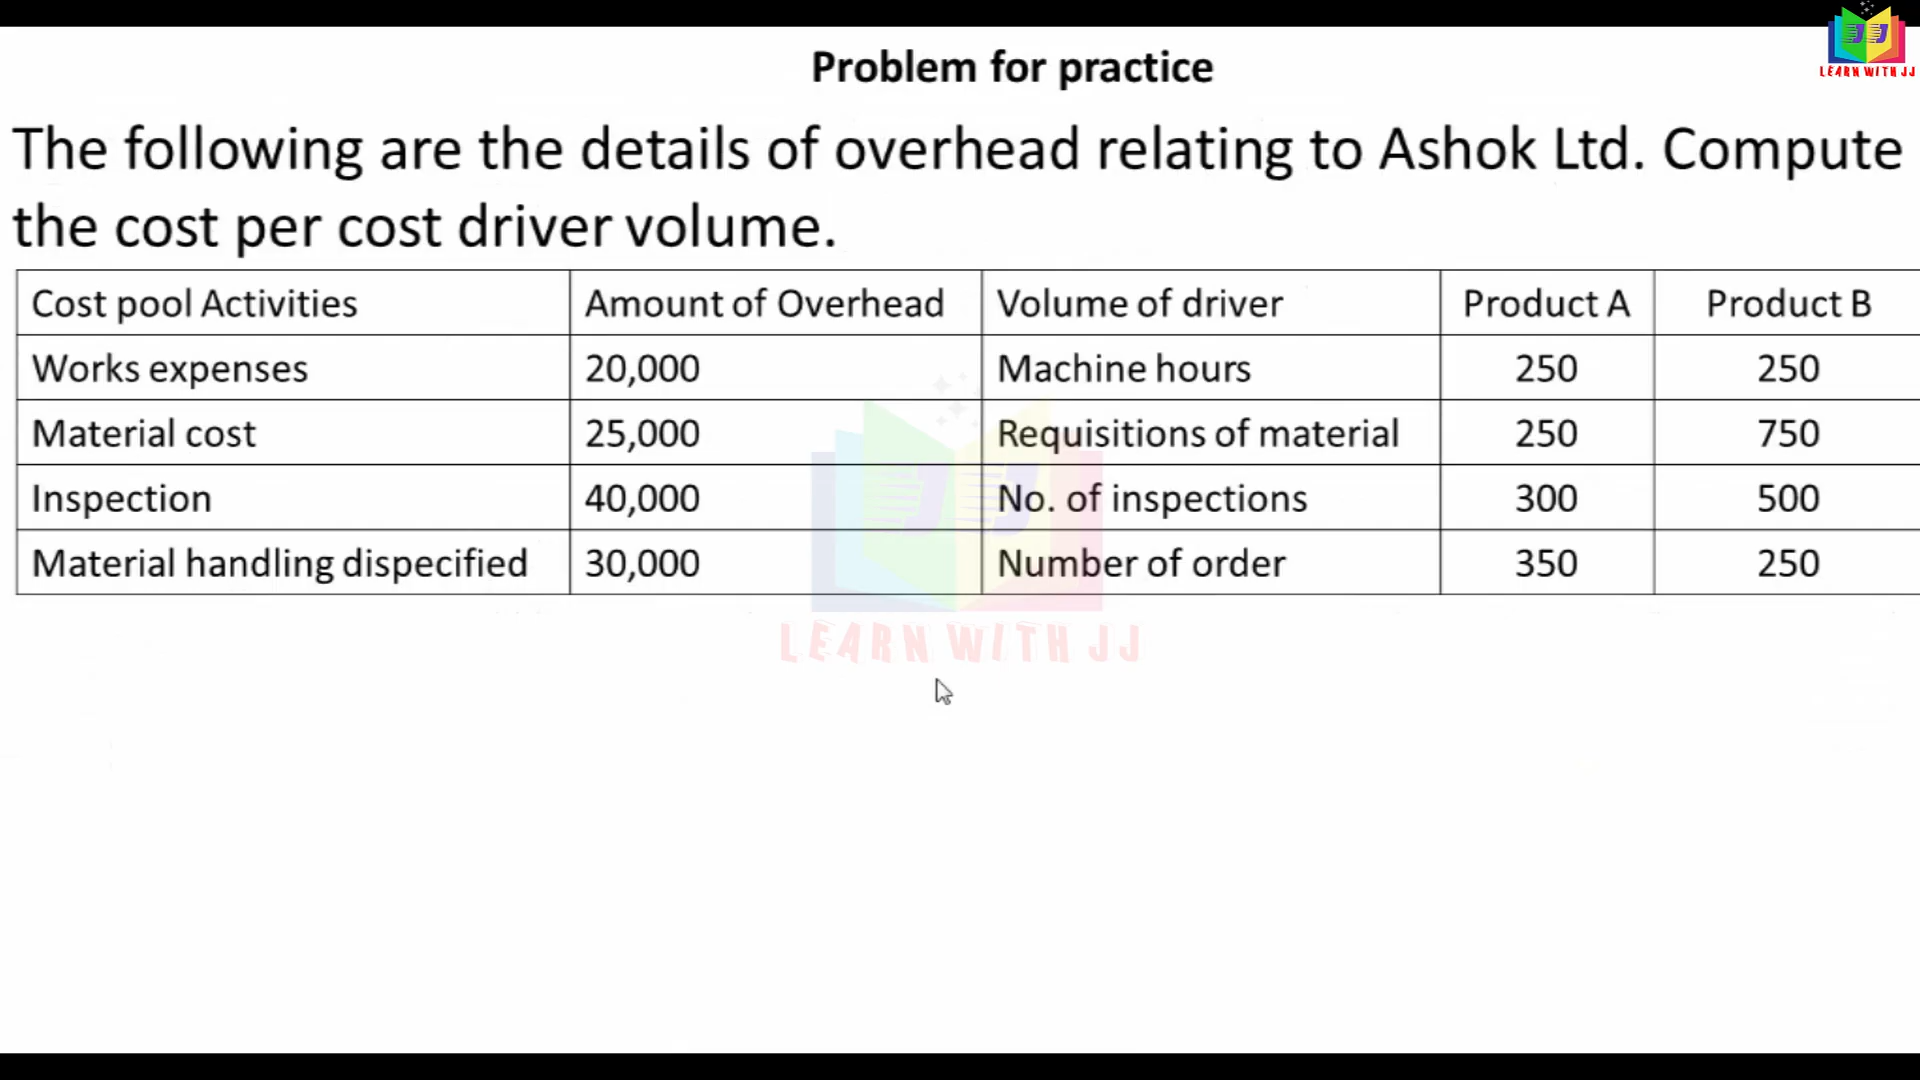 LEARN WITH JJ
Problem for practice
The following are the details of overhead relating to Ashok Ltd. Compute
the cost per cost driver volume.
Cost pool Activities Amount of Overhead Volume of driver Product A Product B
Works expenses 20,000 Machine hours 250 250
Material cost 25,000 Requisitions of material 250 750
Inspection 40,000 No. of inspections 300 500
Material handling dispecified 30,000 Number of order 350 250
LEARN WITH JJ